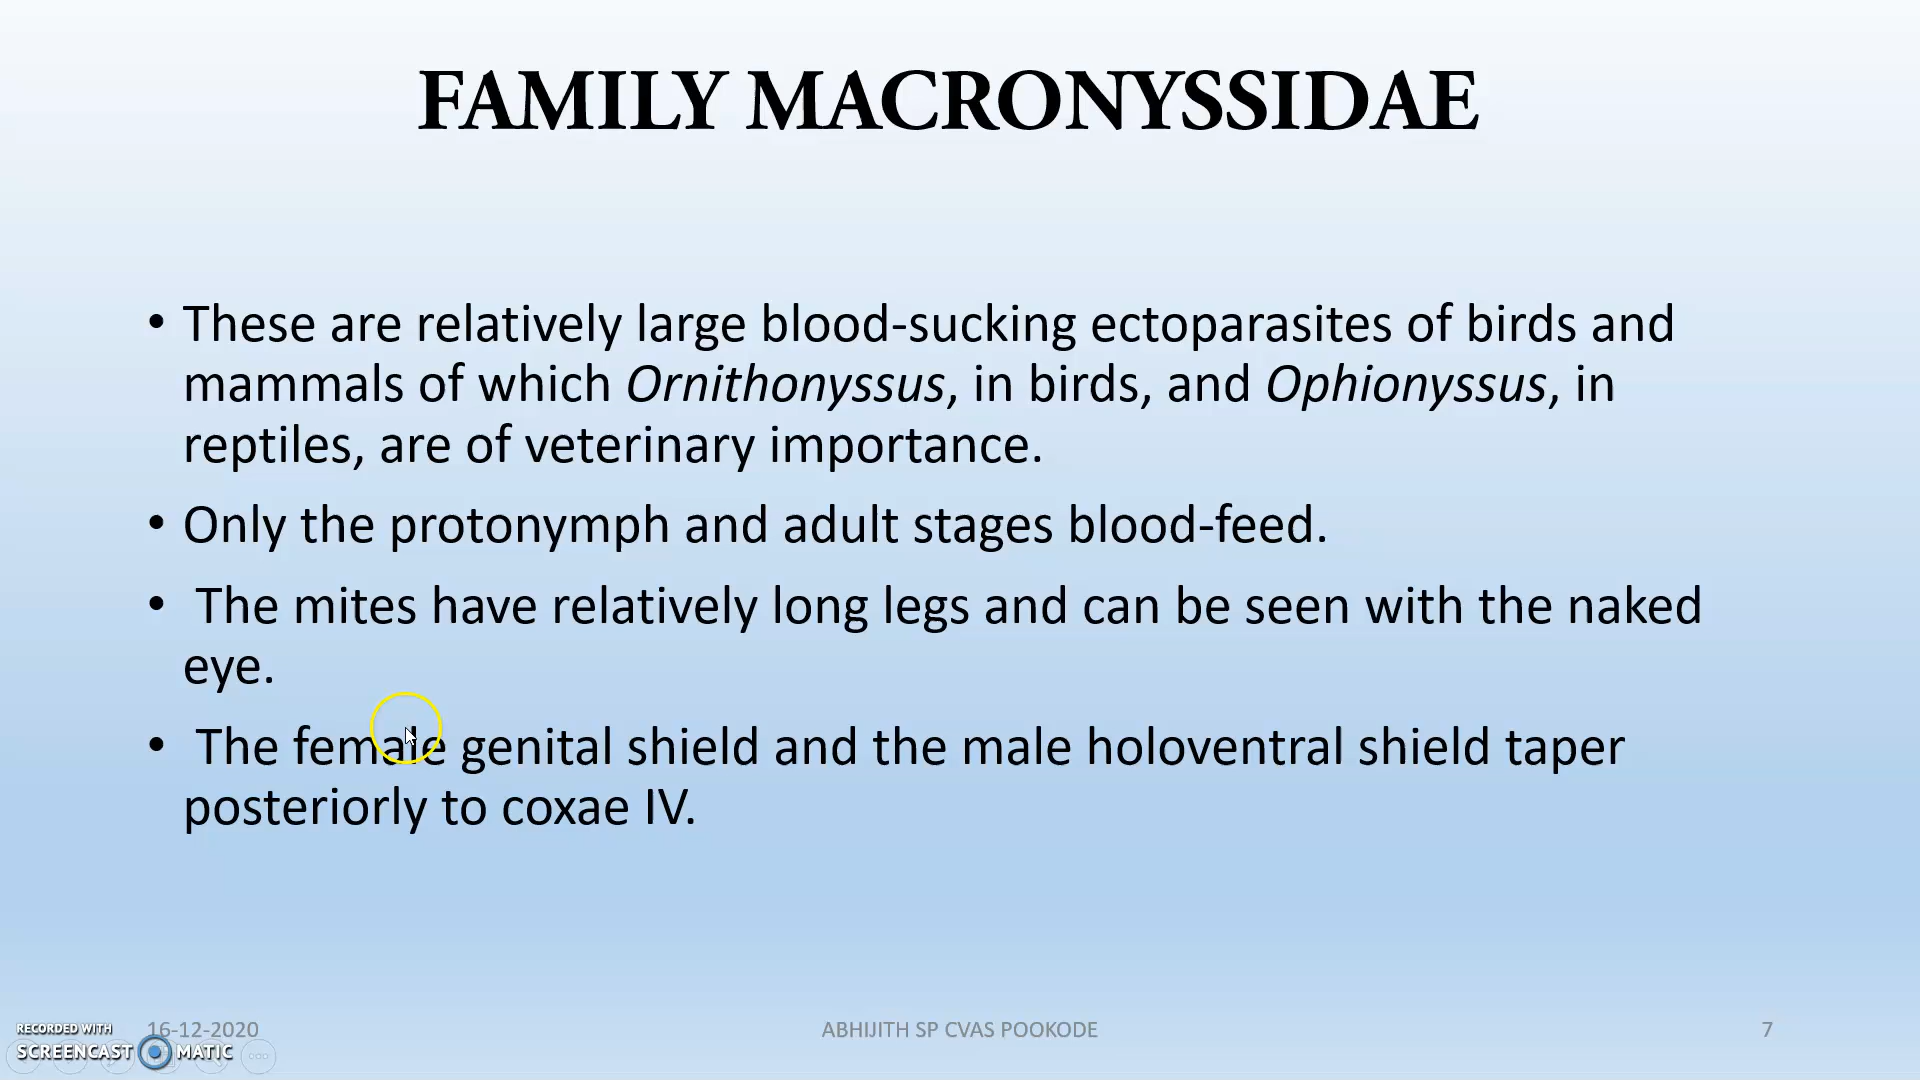 FAMILY MACRONYSSIDAE
• These are relatively large blood-sucking ectoparasites of birds and
mammals of which Ornithonyssus, in birds, and Ophionyssus, in
reptiles, are of veterinary importance.
• Only the protonymph and adult stages blood-feed.
• The mites have relatively long legs and can be seen with the naked
eye.
• The female genital shield and the male holoventral shield taper
posteriorly to coxae IV.
RECORDED WITH
SCREENCAST MATIC
16-12-2020
ABHIJITH SP CVAS POOKODE
7